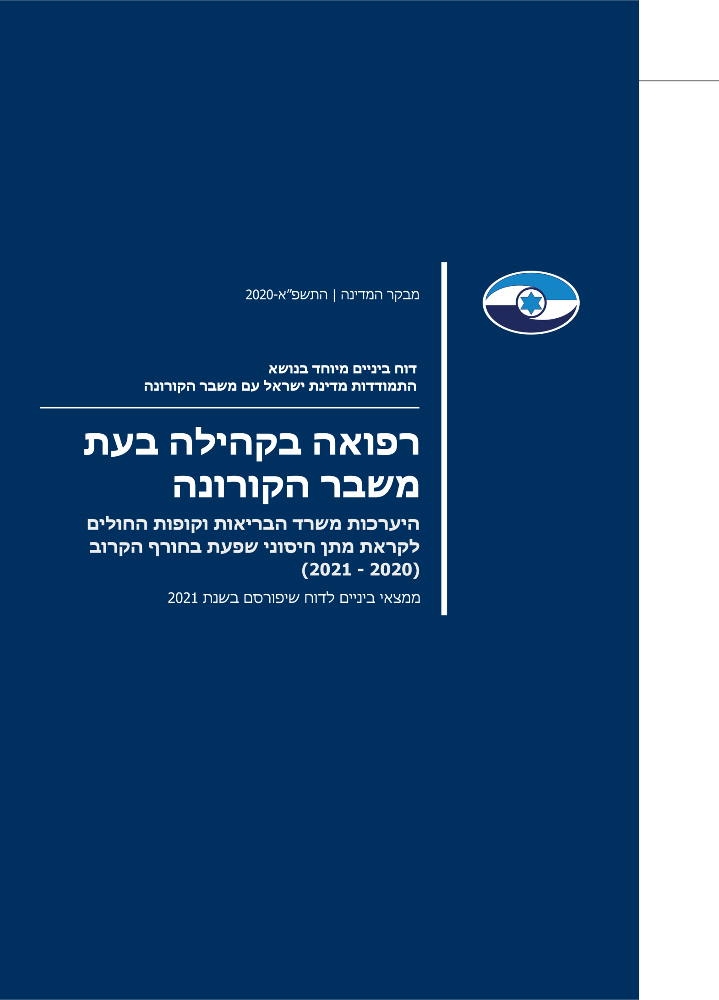 מבקר המדינה | התשפ"א-2020
דוח ביניים מיוחד בנושא
התמודדות מדינת ישראל עם משבר הקורונה
רפואה בקהילה בעת
משבר הקורונה
היערכות משרד הבריאות וקופות החולים
לקראת מתן חיסוני שפעת בחורף הקרוב
(2020 - 2021)
ממצאי ביניים לדוח שיפורסם בשנת 2021